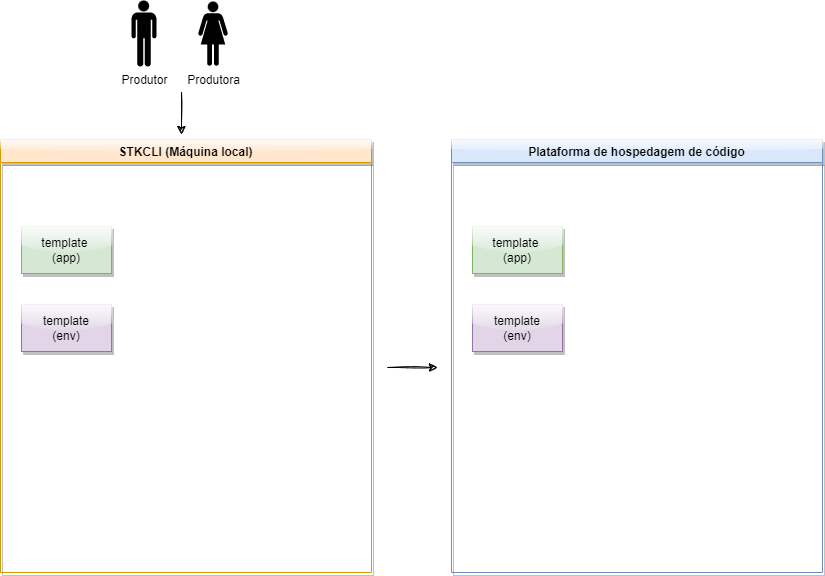 Produtor
Produtora
STKCLI (Máquina local)
Plataforma de hospedagem de código
template
(app)
template
(env)
template
(app)
template
(env)